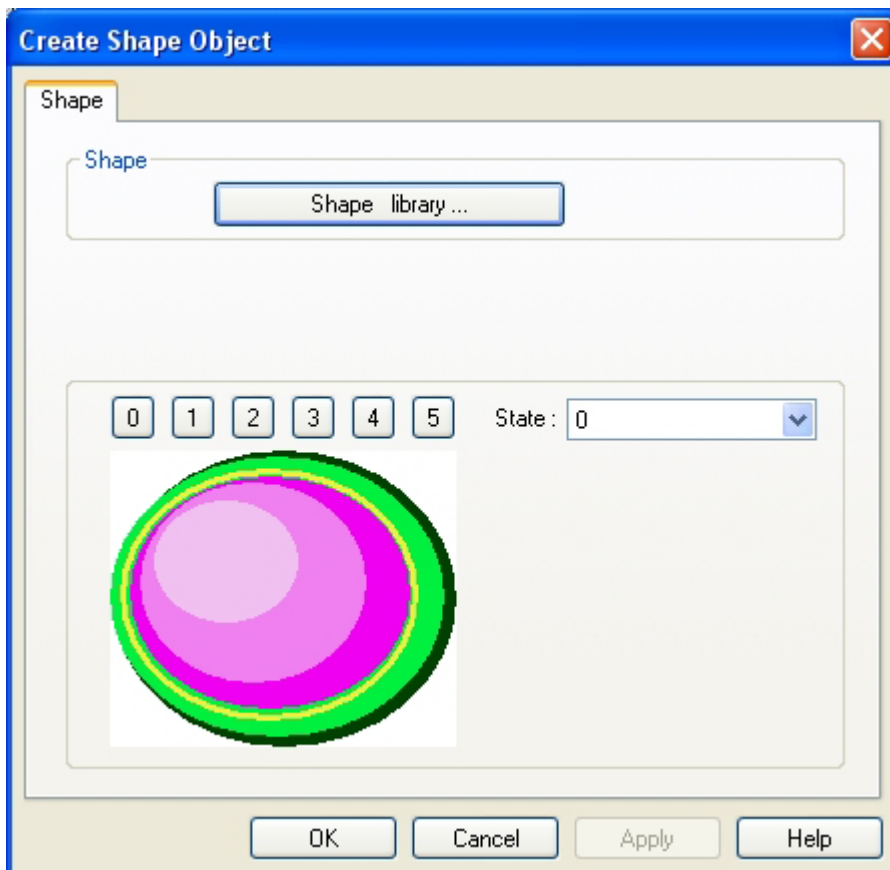 Create Shape Object
Shape
Shape
Shape library ...
0 1 2 3 4 5 State : 0
OK Cancel Apply Help